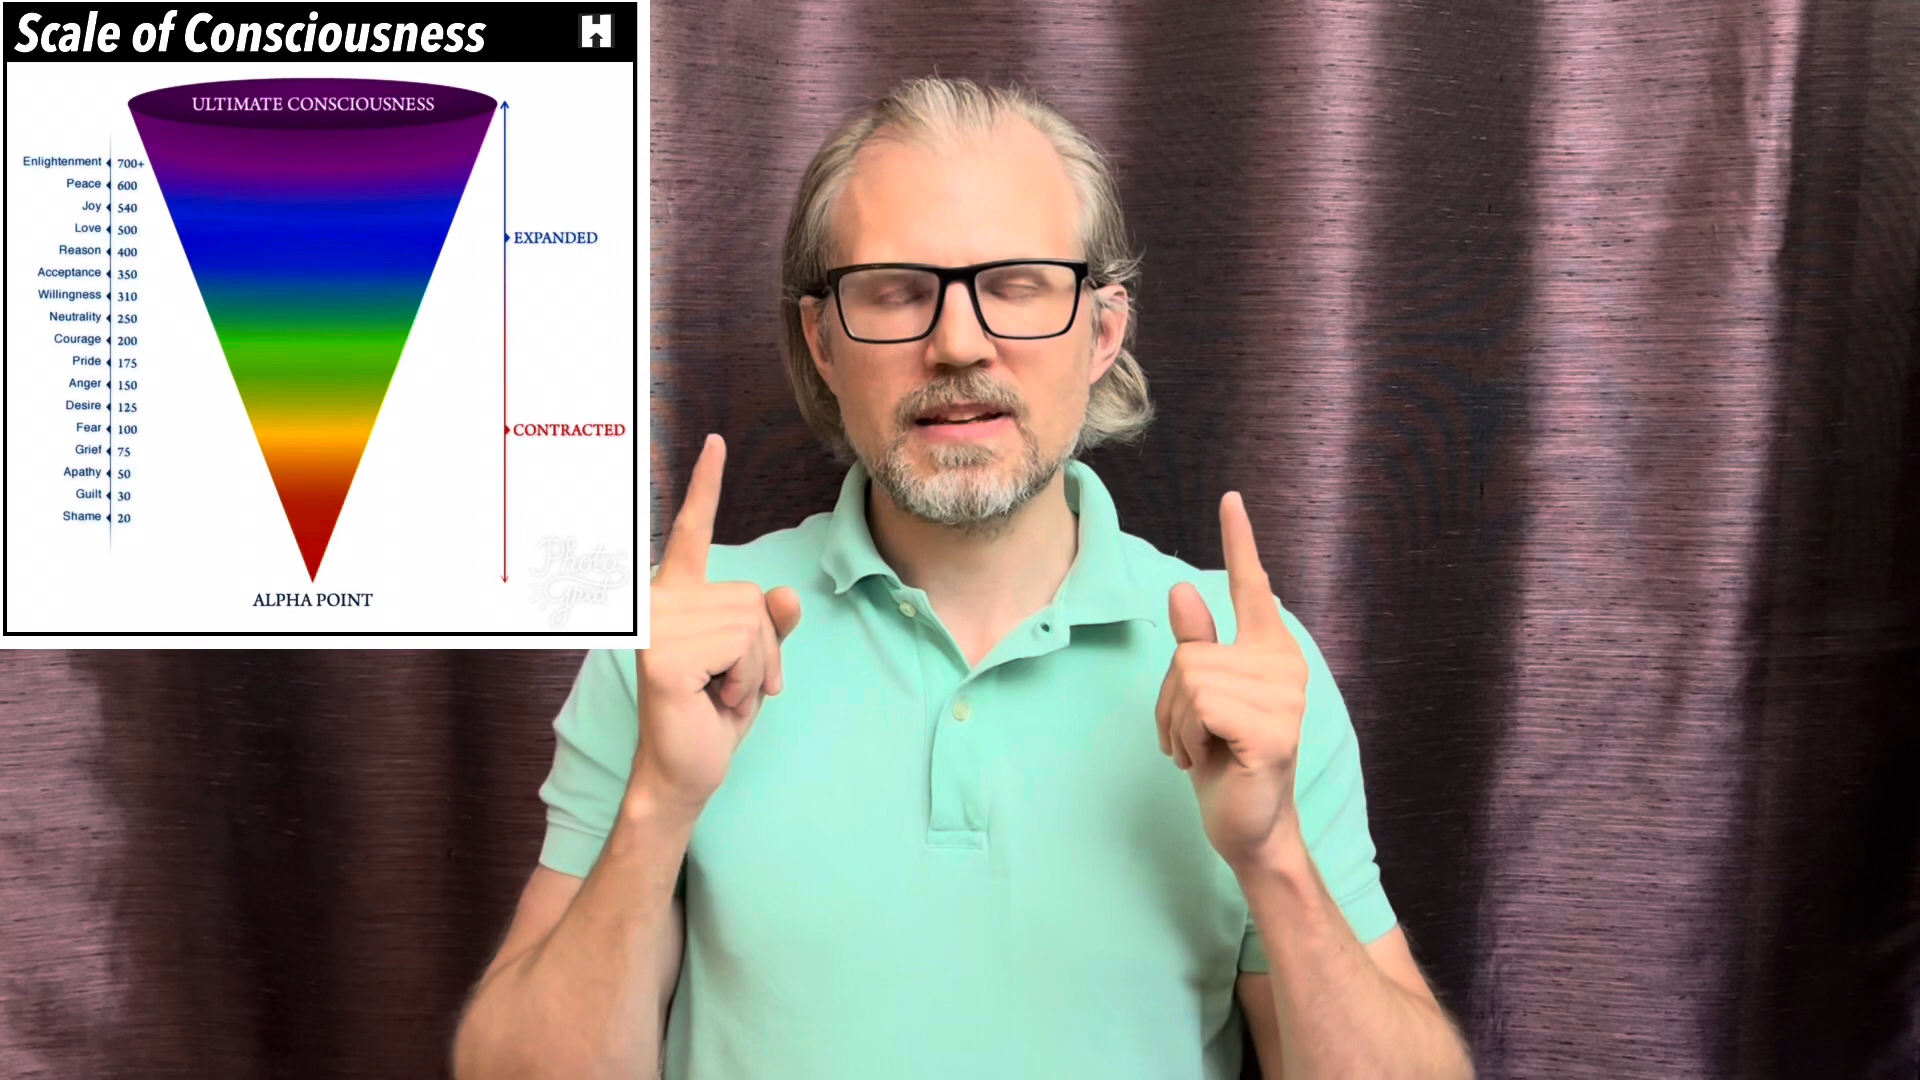 Scale of Consciousness
H
ULTIMATE CONSCIOUSNESS
Enlightenment 700+
Peace 600
Joy 540
Love 500
EXPANDED
Reason 400
Acceptance 350
Willingness 310
Neutrality 250
Courage 200
Pride 175
Anger 150
Desire 125
Fear 100
CONTRACTED
Grief 75
Apathy 50
Guilt 30
Shame 20
Photo
Grid
ALPHA POINT